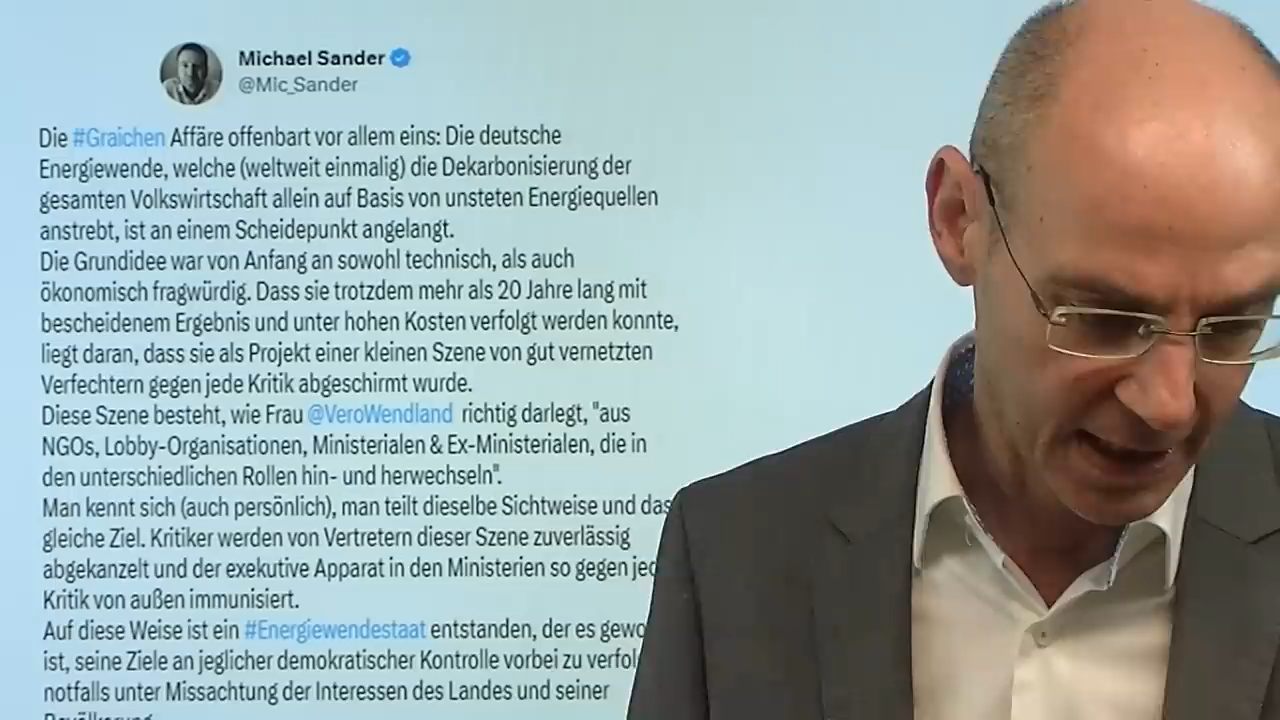 Michael Sander
@Mic_Sander
Die #Graichen Affäre offenbart vor allem eins: Die deutsche
Energiewende, welche (weltweit einmalig) die Dekarbonisierung der
gesamten Volkswirtschaft allein auf Basis von unsteten Energiequellen
anstrebt, ist an einem Scheidepunkt angelangt.
Die Grundidee war von Anfang an sowohl technisch, als auch
ökonomisch fragwürdig. Dass sie trotzdem mehr als 20 Jahre lang mit
bescheidenem Ergebnis und unter hohen Kosten verfolgt werden konnte,
liegt daran, dass sie als Projekt einer kleinen Szene von gut vernetzten
Verfechtern gegen jede Kritik abgeschirmt wurde.
Diese Szene besteht, wie Frau @VeroWendland richtig darlegt, "aus
NGOs, Lobby-Organisationen, Ministerialen & Ex-Ministerialen, die in
den unterschiedlichen Rollen hin- und herwechseln".
Man kennt sich (auch persönlich), man teilt dieselbe Sichtweise und das
gleiche Ziel. Kritiker werden von Vertretern dieser Szene zuverlässig
abgekanzelt und der exekutive Apparat in den Ministerien so gegen
Kritik von außen immunisiert.
Auf diese Weise ist ein #Energiewendestaat entstanden, der es
ist, seine Ziele an jeglicher demokratischer Kontrolle vorbei zu
notfalls unter Missachtung der Interessen des Landes und seiner